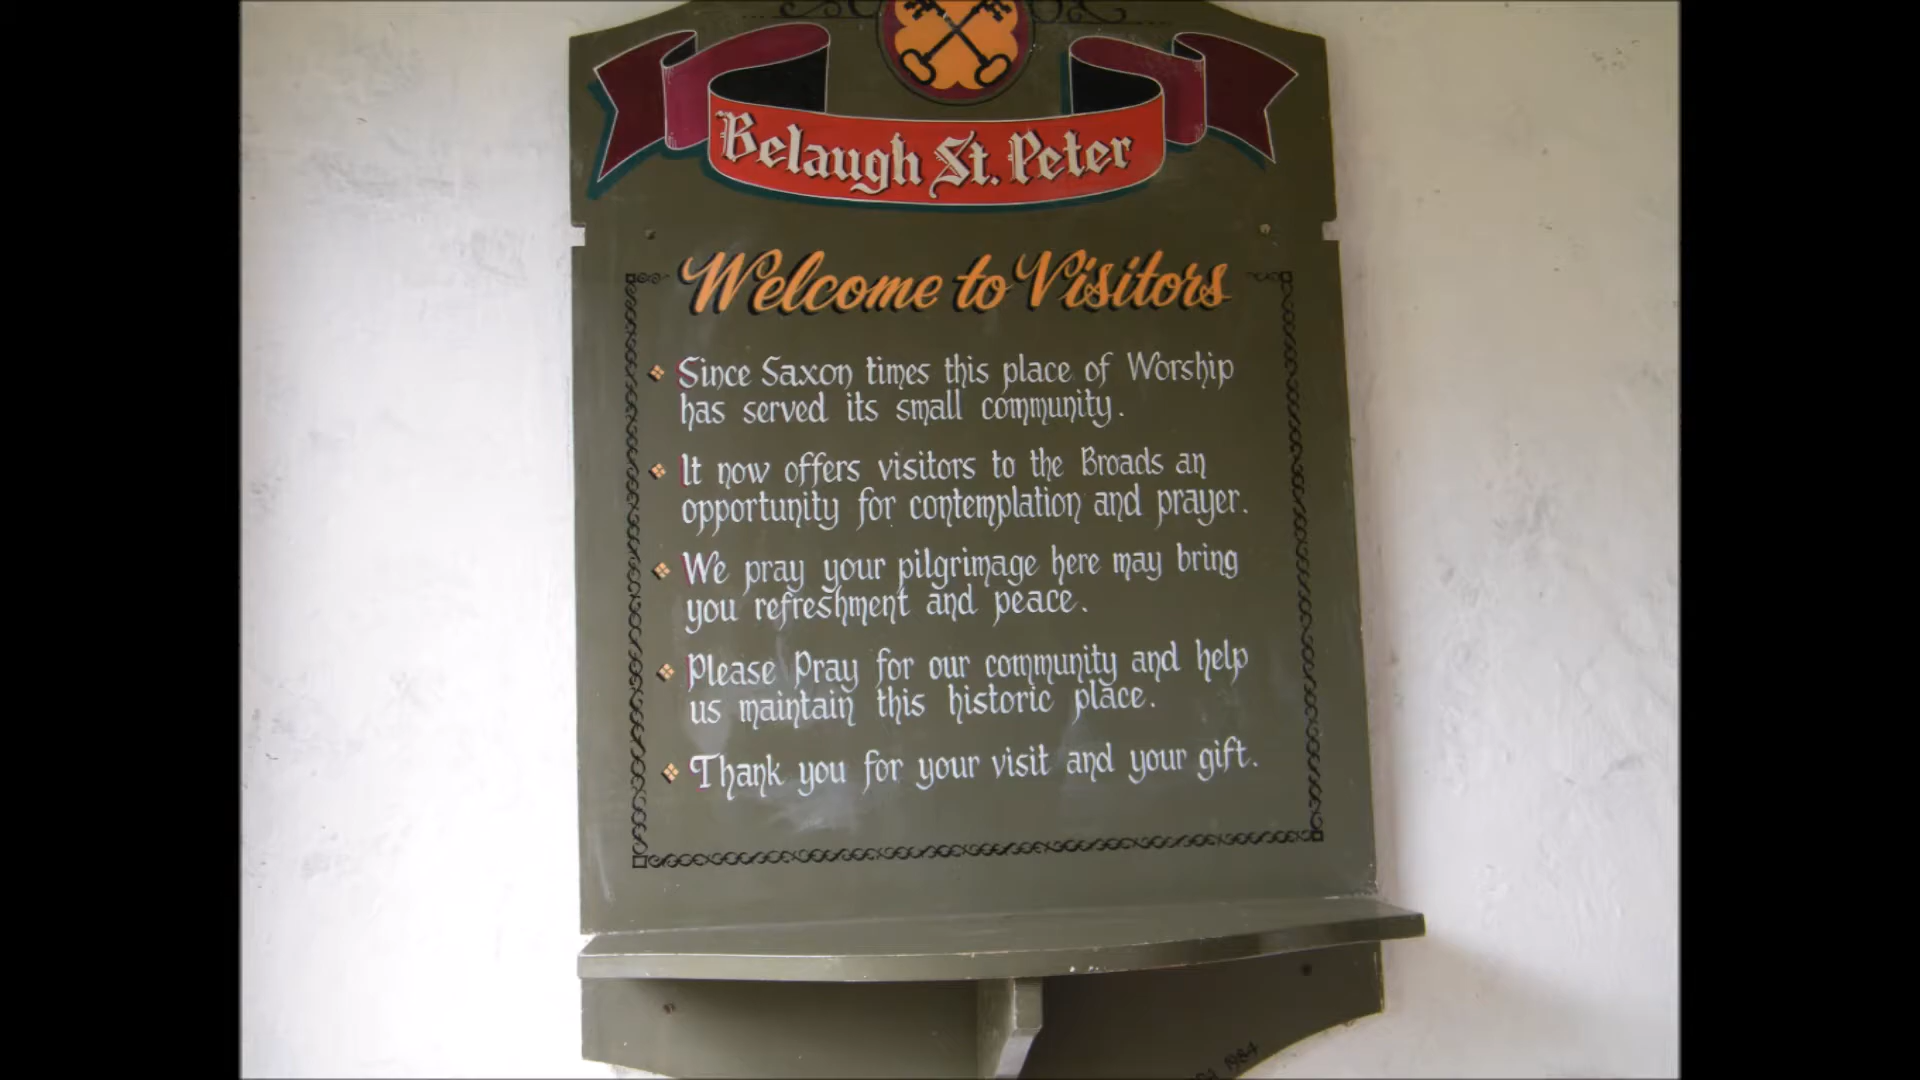 Belaugh St. Peter
Welcome to Visitors
Since Saxon times this place of Worship
has served its small community.
It now offers visitors to the Broads an
opportunity for contemplation and prayer.
We pray your pilgrimage here may bring
you refreshment and peace.
Please Pray for our community and help
us maintain this historic place.
Thank you for your visit and your gift.
1984